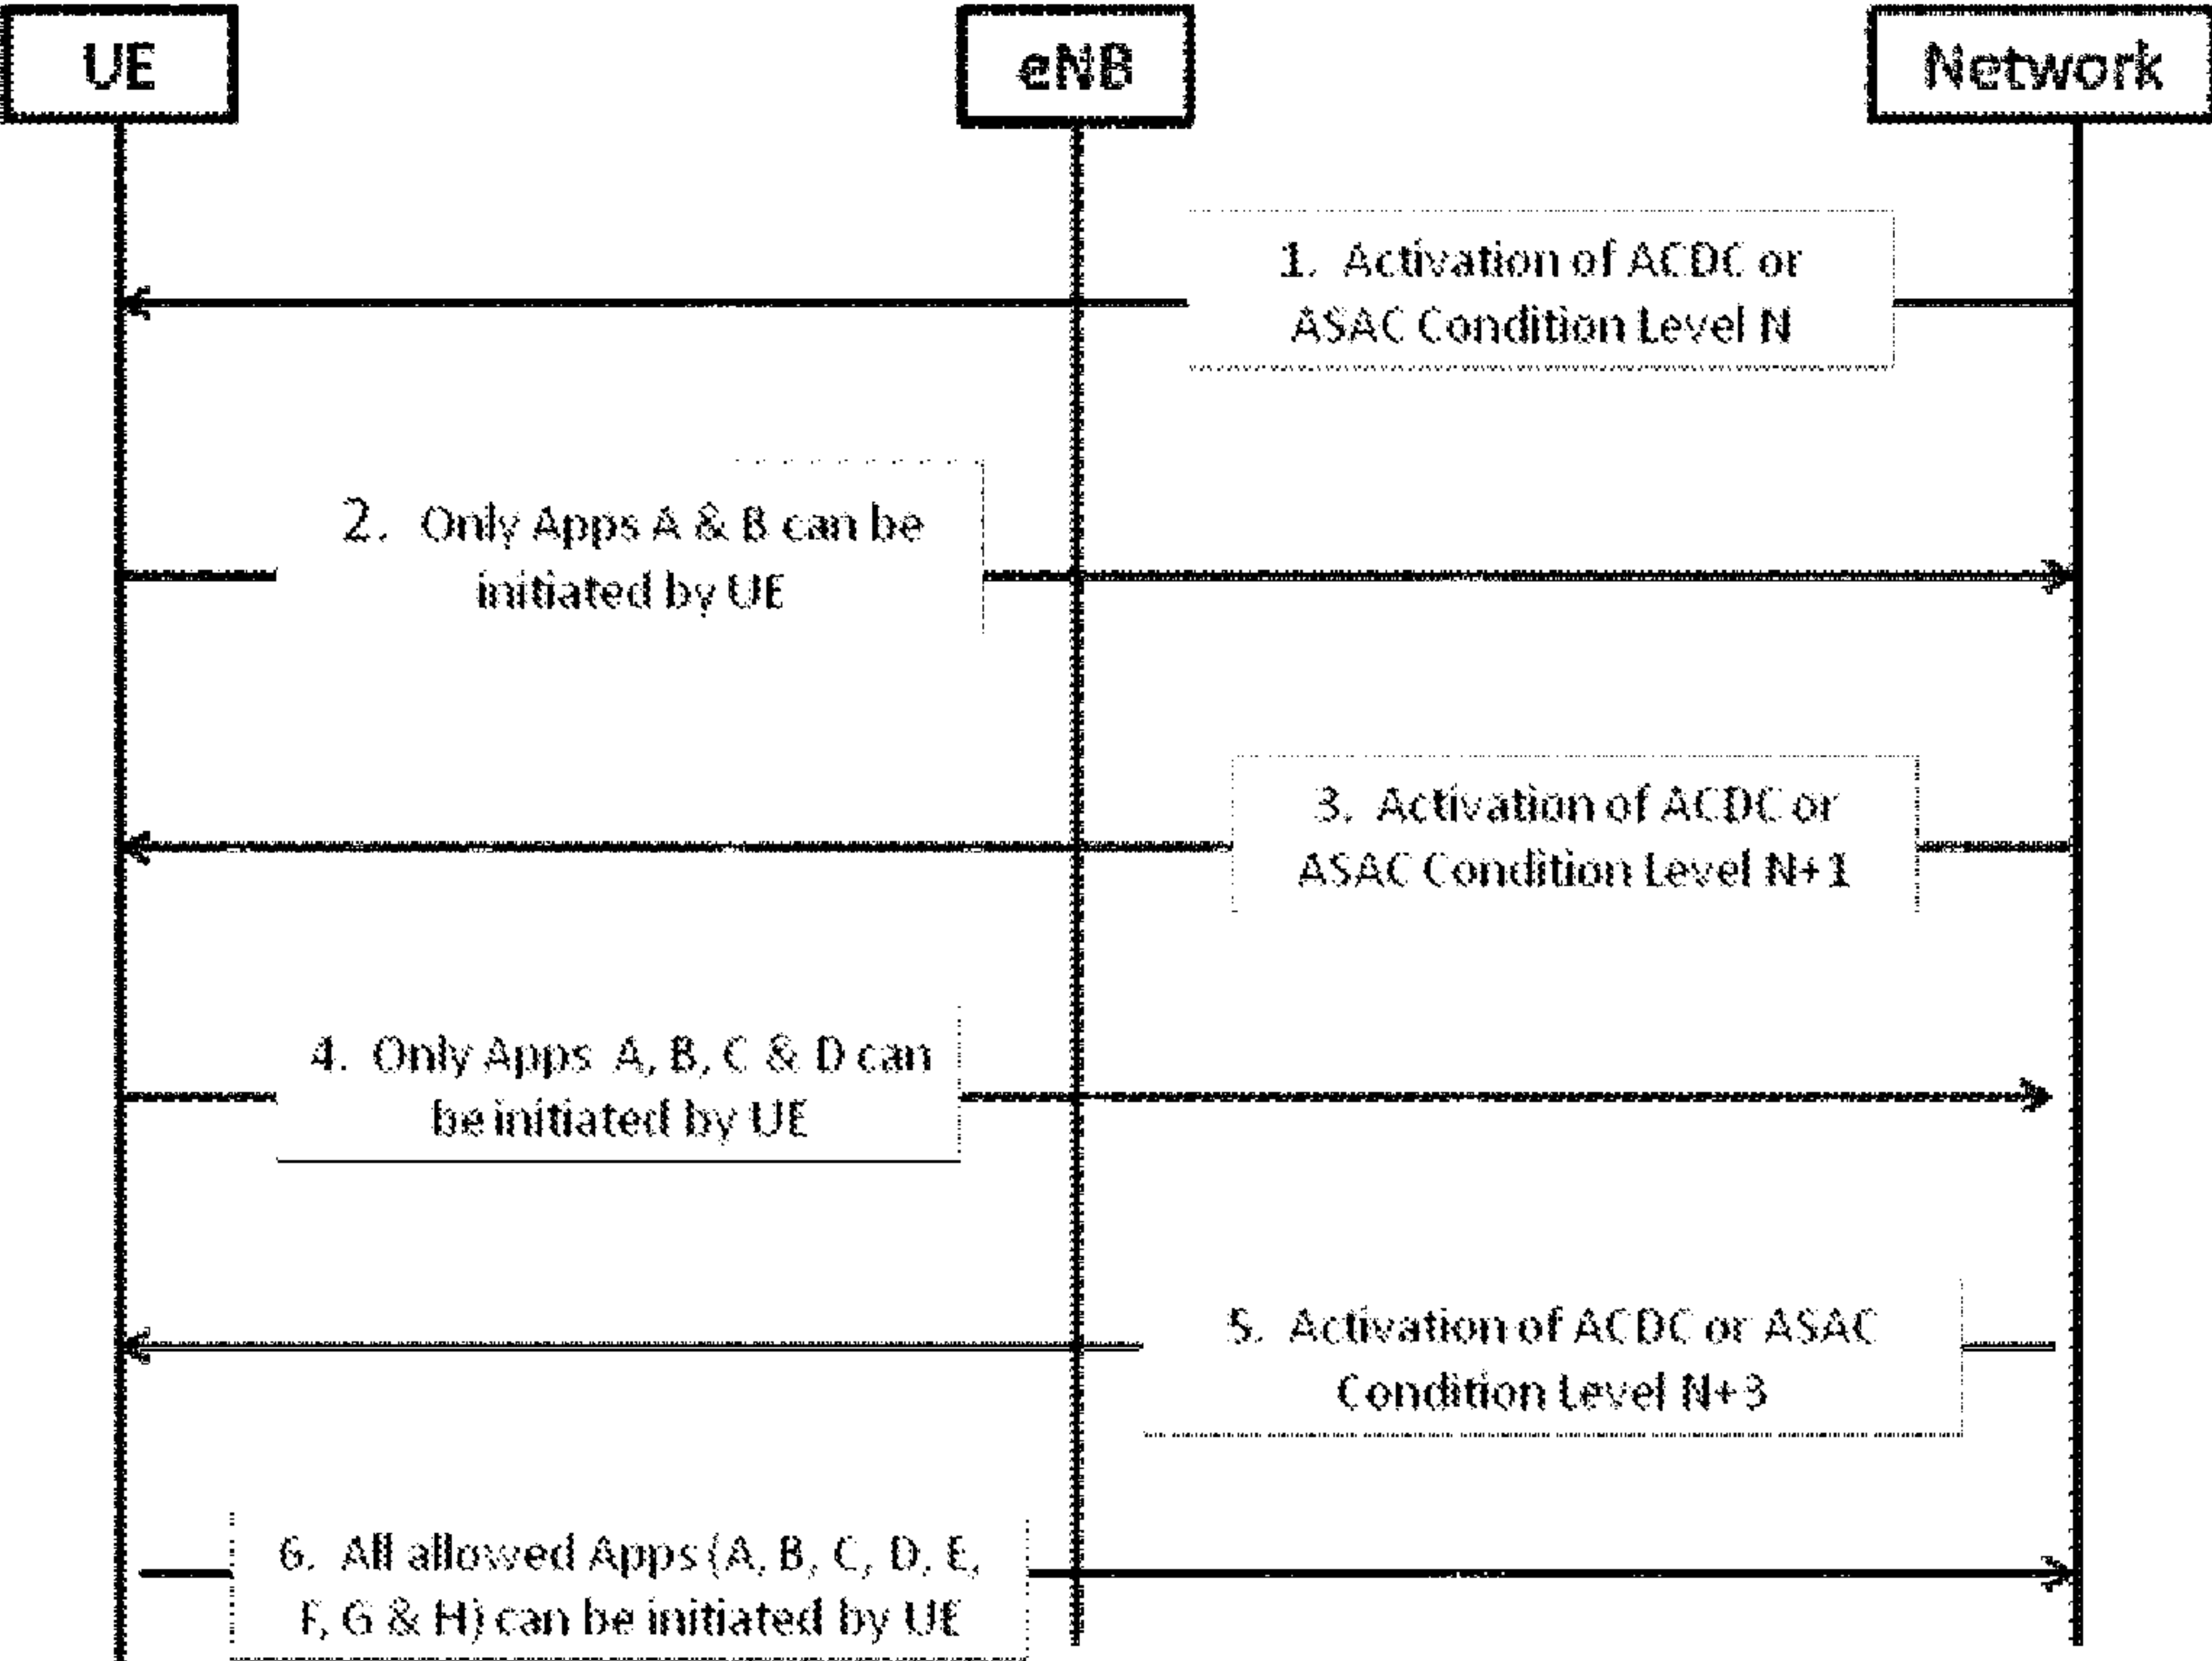 UE
eNB
Network
1. Activation of ACDC or
ASAC Condition Level N
2. Only Apps A & B can be
initiated by UE
3. Activation of ACDC or
ASAC Condition Level N+1
4. Only Apps A, B, C & D can
be initiated by UE
5. Activation of ACDC or ASAC
Condition Level N+3
6. All allowed Apps (A, B, C, D, E,
F, G & H) can be initiated by UE